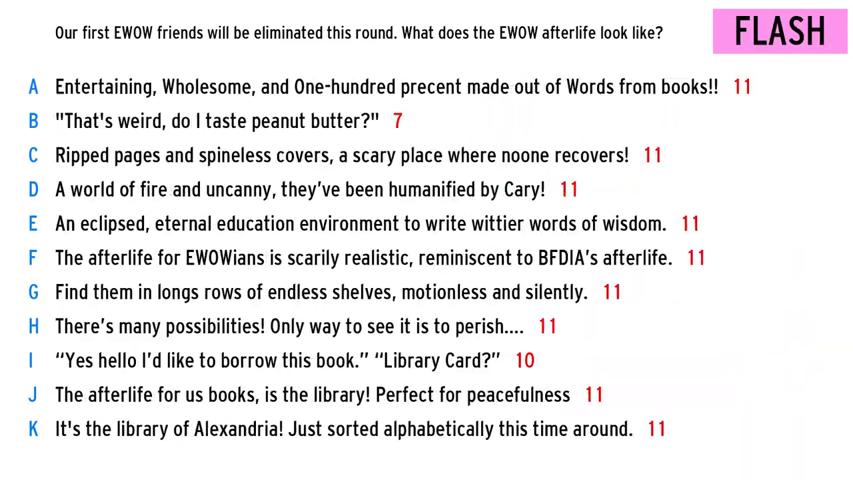 Our first EWOW friends will be eliminated this round. What does the EWOW afterlife look like?
FLASH
A Entertaining, Wholesome, and One-hundred precent made out of Words from books!! 11
B "That's weird, do I taste peanut butter?" 7
C Ripped pages and spineless covers, a scary place where noone recovers! 11
D A world of fire and uncanny, they’ve been humanified by Cary! 11
E An eclipsed, eternal education environment to write wittier words of wisdom. 11
F The afterlife for EWOWians is scarily realistic, reminiscent to BFDIA’s afterlife. 11
G Find them in longs rows of endless shelves, motionless and silently. 11
H There’s many possibilities! Only way to see it is to perish.... 11
I “Yes hello I’d like to borrow this book.” “Library Card?” 10
J The afterlife for us books, is the library! Perfect for peacefulness 11
K It's the library of Alexandria! Just sorted alphabetically this time around. 11